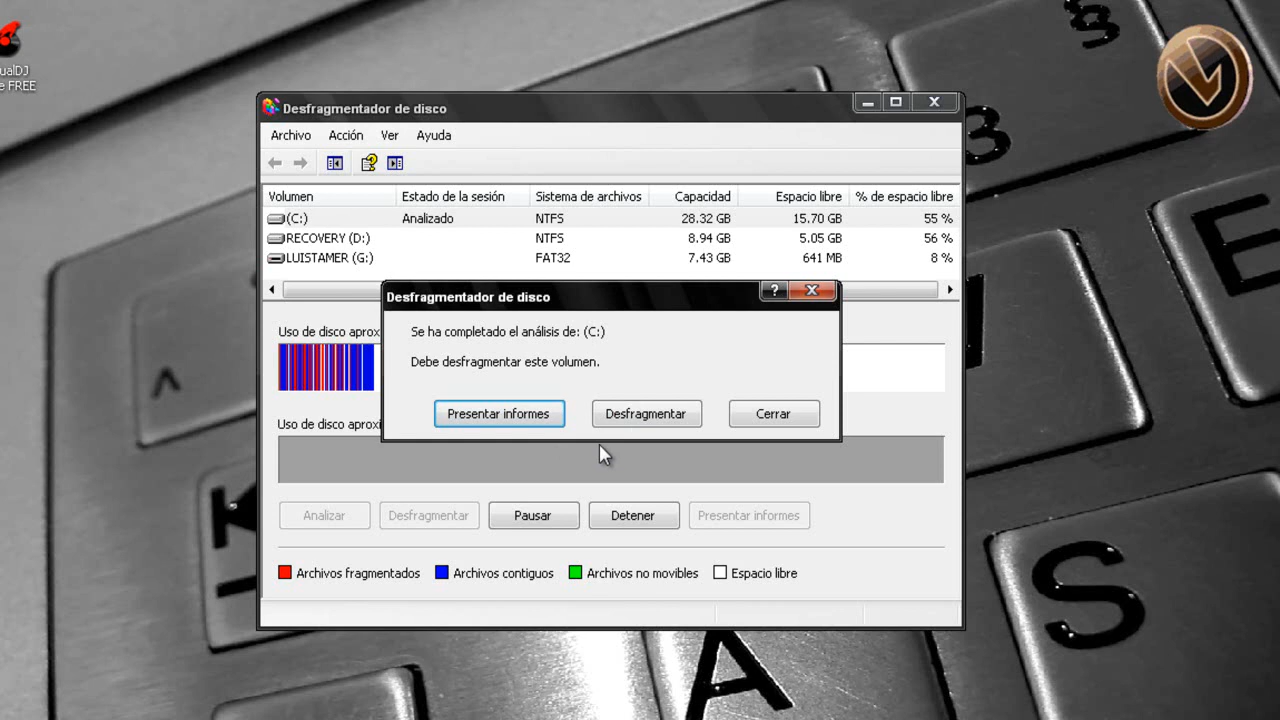 ualDJ
e FREE
Desfragmentador de disco
Archivo Acción Ver Ayuda
Volumen Estado de la sesión Sistema de archivos Capacidad Espacio libre % de espacio libre
(C:) Analizado NTFS 28.32 GB 15.70 GB 55 %
RECOVERY (D:) NTFS 8.94 GB 5.05 GB 56 %
LUISTAMER (G:) FAT32 7.43 GB 641 MB 8 %
Desfragmentador de disco
Se ha completado el análisis de: (C:)
Debe desfragmentar este volumen.
Presentar informes Desfragmentar Cerrar
Uso de disco aprox
Uso de disco aproxi
Analizar Desfragmentar Pausar Detener Presentar informes
Archivos fragmentados Archivos contiguos Archivos no movibles Espacio libre
§
3
E
^
K
S
A